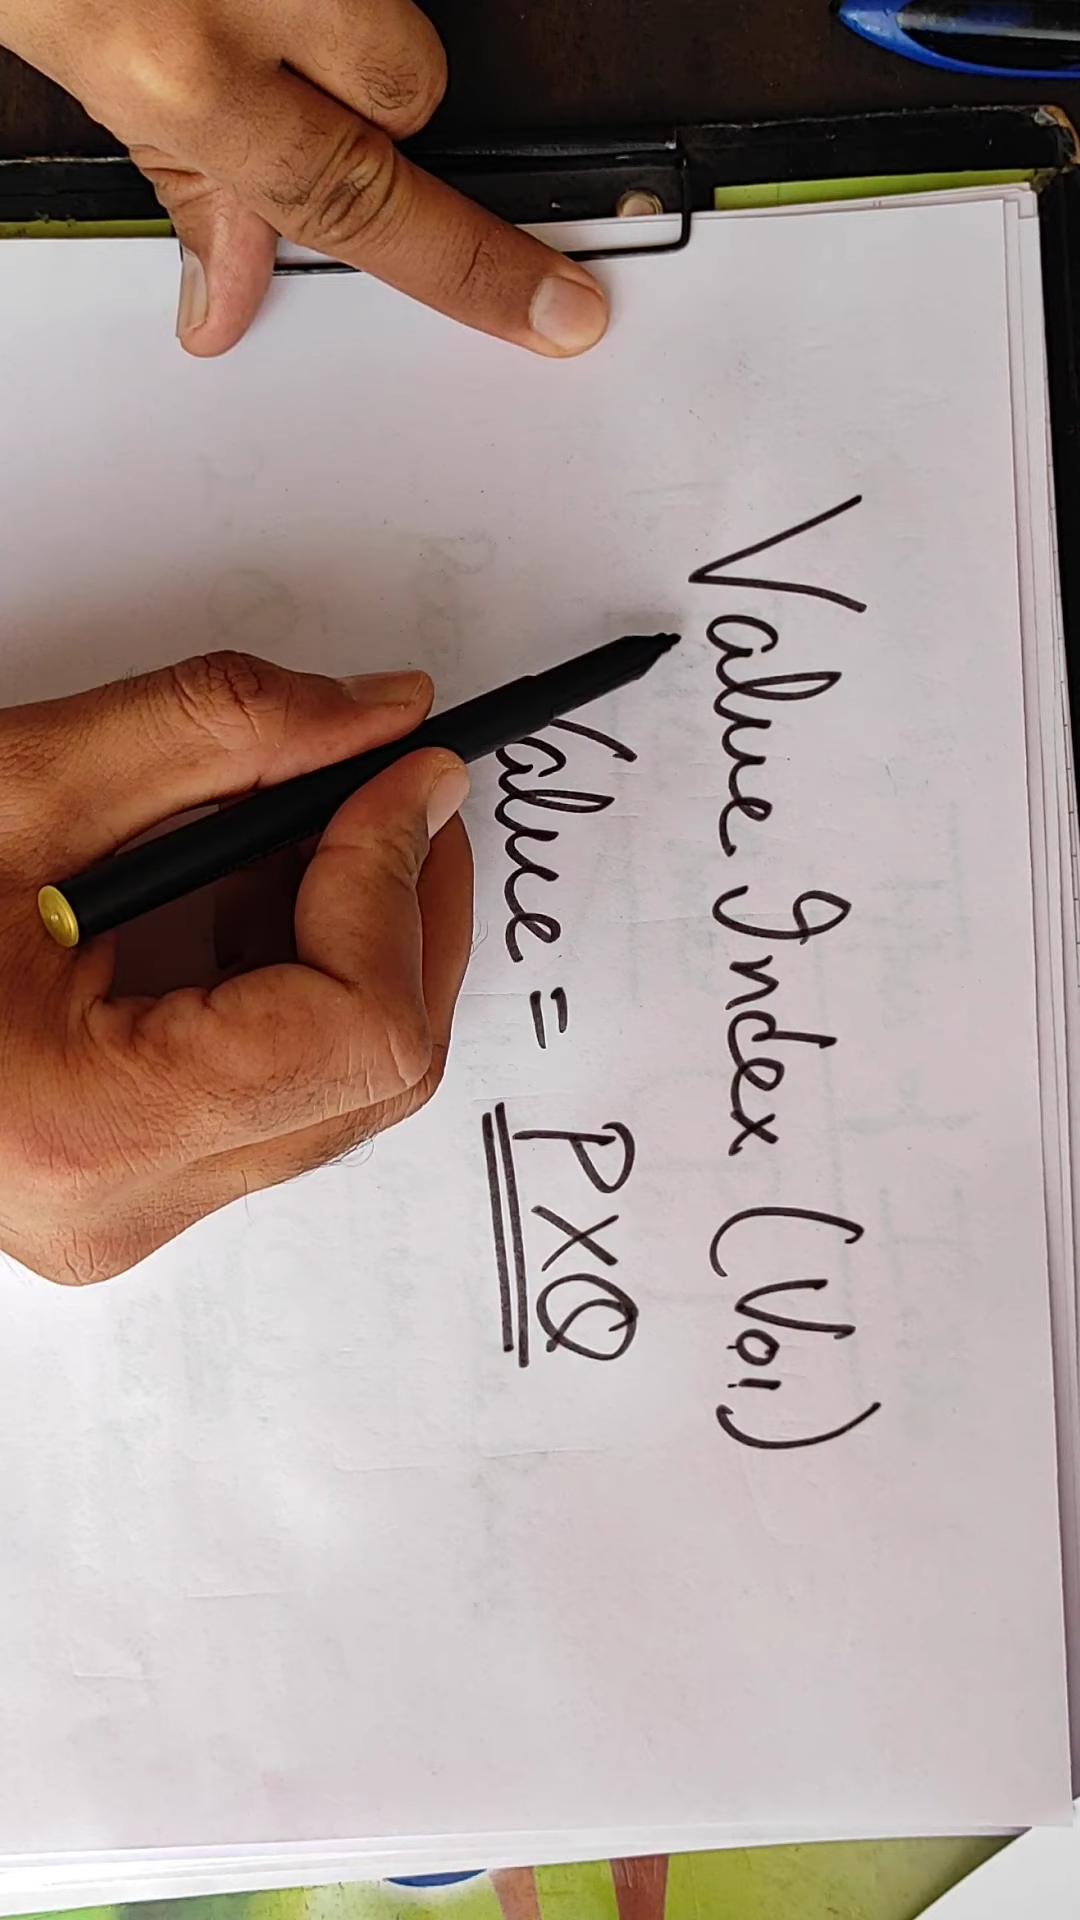 Value Index (V01)
Value = PXQ